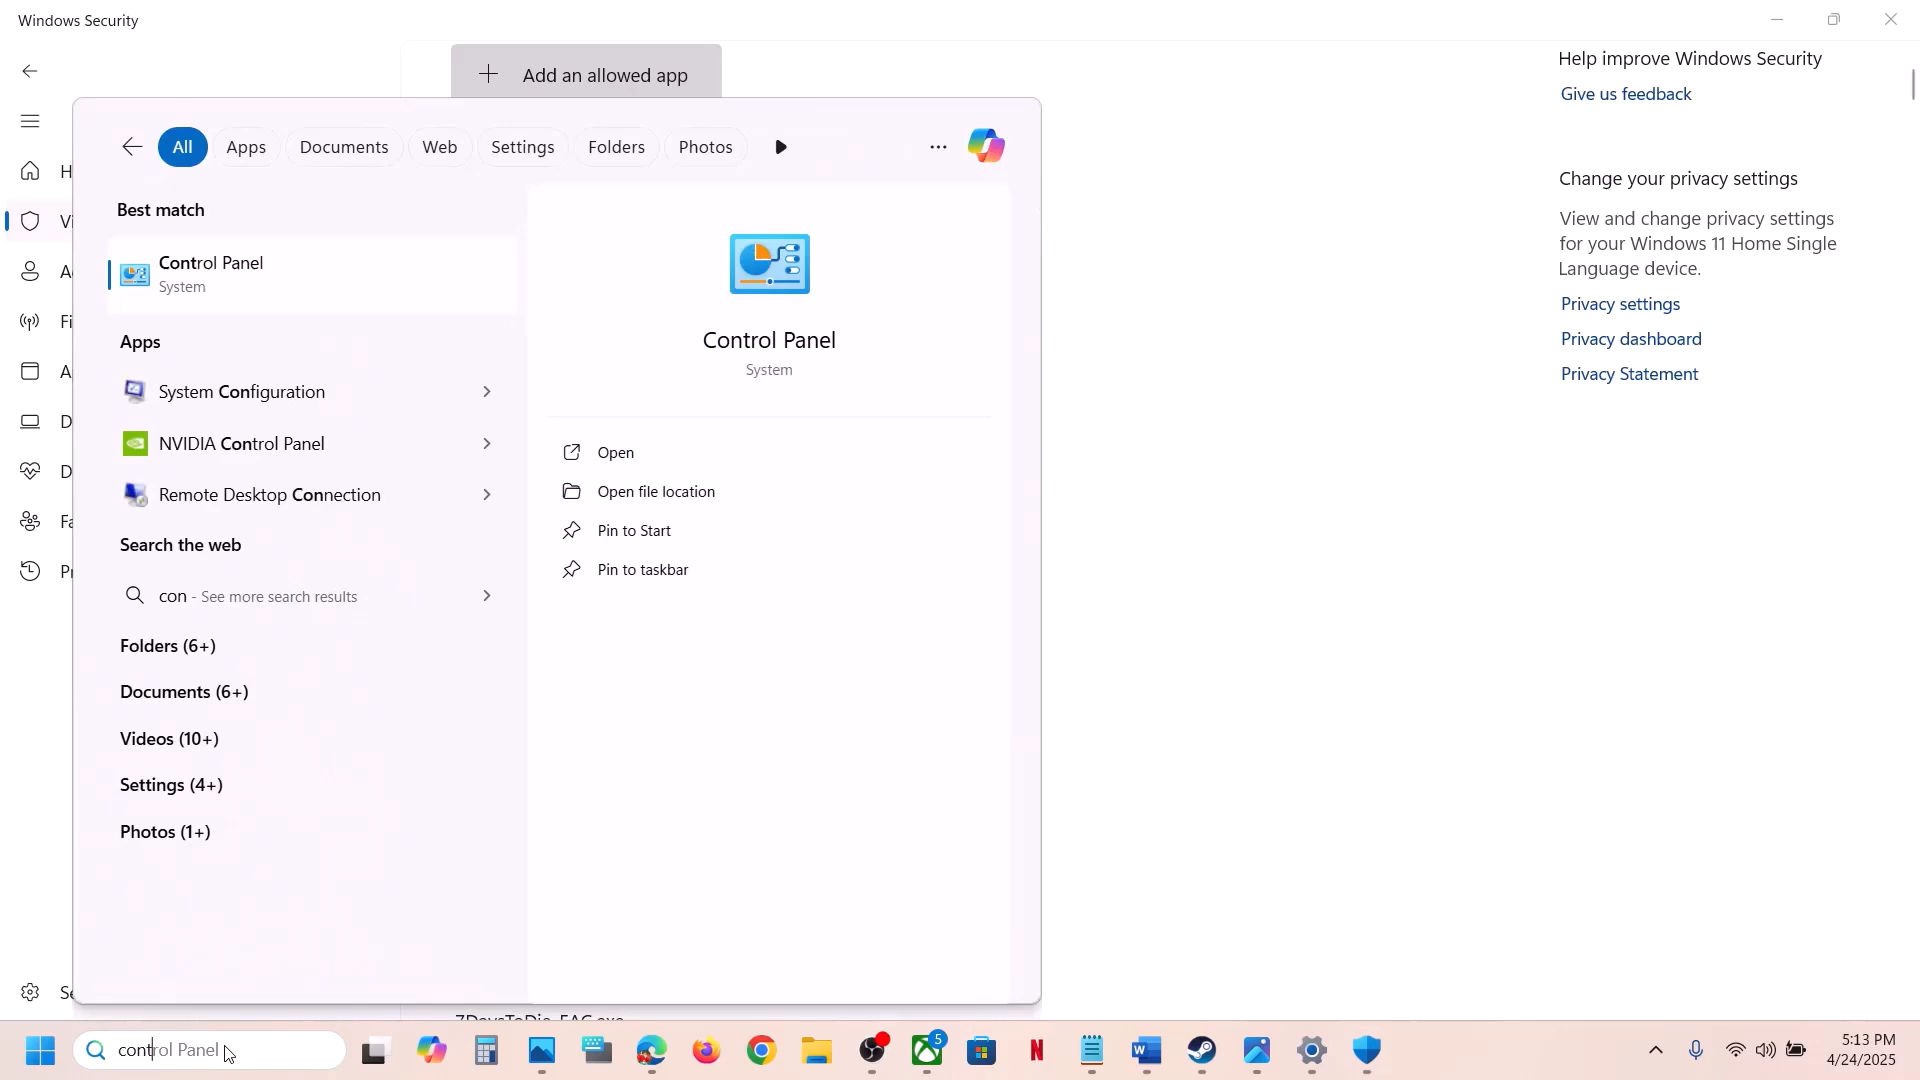 Windows Security
Add an allowed app
All
Apps
Documents
Web
Settings
Folders
Photos
Best match
Control Panel
System
Apps
System Configuration
NVIDIA Control Panel
Remote Desktop Connection
Search the web
con - See more search results
Folders (6+)
Documents (6+)
Videos (10+)
Settings (4+)
Photos (1+)
Control Panel
System
Open
Open file location
Pin to Start
Pin to taskbar
Help improve Windows Security
Give us feedback
Change your privacy settings
View and change privacy settings
for your Windows 11 Home Single
Language device.
Privacy settings
Privacy dashboard
Privacy Statement
control Panel
5
5:13 PM
4/24/2025